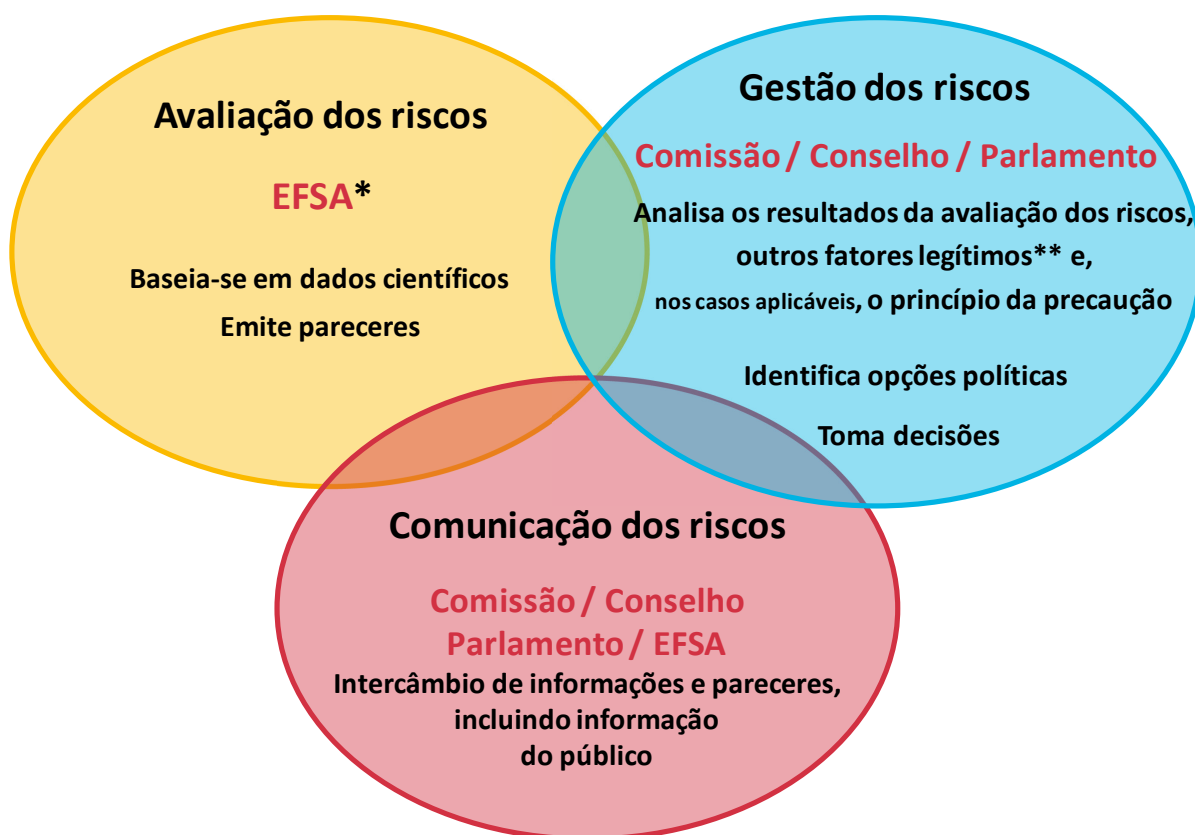 Avaliação dos riscos
EFSA*
Baseia-se em dados científicos
Emite pareceres
Gestão dos riscos
Comissão / Conselho / Parlamento
Analisa os resultados da avaliação dos riscos,
outros fatores legítimos** e,
nos casos aplicáveis, o princípio da precaução
Identifica opções políticas
Toma decisões
Comunicação dos riscos
Comissão / Conselho
Parlamento / EFSA
Intercâmbio de informações e pareceres,
incluindo informação
do público